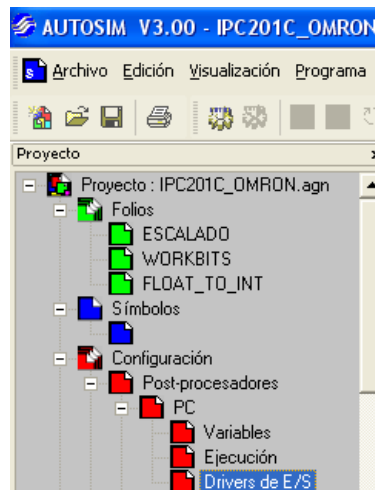 AUTOSIM V3.00 - IPC201C_OMRON
Archivo Edición Visualización Programa
Proyecto
Proyecto : IPC201C_OMRON.agn
Folios
ESCALADO
WORKBITS
FLOAT_TO_INT
Símbolos
Configuración
Post-procesadores
PC
Variables
Ejecución
Drivers de E/S